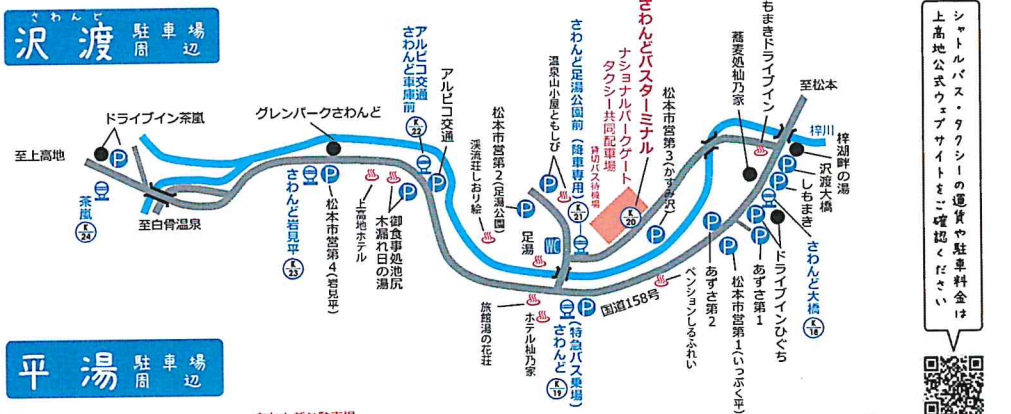 さわんど
沢渡
駐車場
周辺
至上高地
ドライブイン茶嵐
茶嵐
K
24
至白骨温泉
グレンパークさわんど
さわんど岩見平
K
23
松本市営第4(岩見平)
上高地ホテル
御食事処池尻
木漏れ日の湯
アルピコ交通
さわんど車庫前
K
22
アルピコ交通
渓流荘しおり絵
松本市営第2(足湯公園)
温泉山小屋ともしび
さわんど足湯公園前(降車専用)
K
21
足湯
WC
さわんどバスターミナル
ナショナルパークゲート
タクシー共同配車場
貸切バス待機場
K
20
松本市営第3(かすみ沢)
旅館湯の花荘
ホテル杣乃家
(特急バス乗場)
さわんど
K
19
国道158号
ペンションしるふれい
あずさ第2
松本市営第1(いっぷく平)
あずさ第1
ドライブインひぐち
さわんど大橋
K
18
しもまき
沢渡大橋
梓湖畔の湯
梓川
至松本
もまきドライブイン
蕎麦処杣乃家
シャトルバス・タクシーの運賃や駐車料金は
上高地公式ウェブサイトをご確認ください
平湯
駐車場
周辺